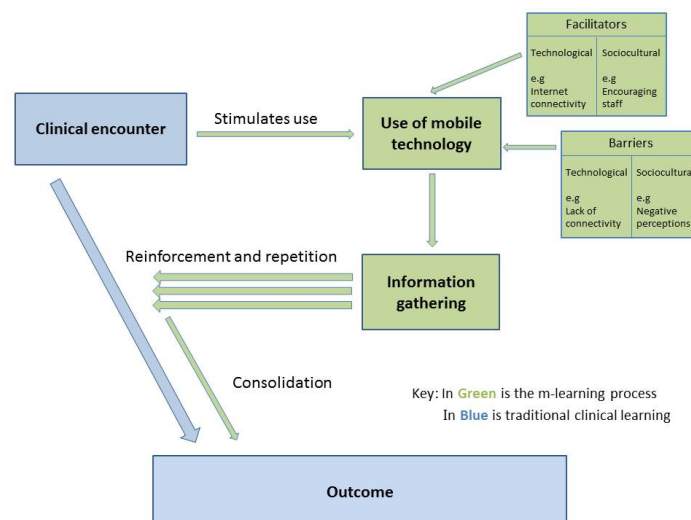 Facilitators
Technological
e.g
Internet
connectivity
Sociocultural
e.g
Encouraging
staff
Clinical encounter
Stimulates use
Use of mobile
technology
Barriers
Technological
e.g
Lack of
connectivity
Sociocultural
e.g
Negative
perceptions
Reinforcement and repetition
Information
gathering
Consolidation
Key: In Green is the m-learning process
In Blue is traditional clinical learning
Outcome